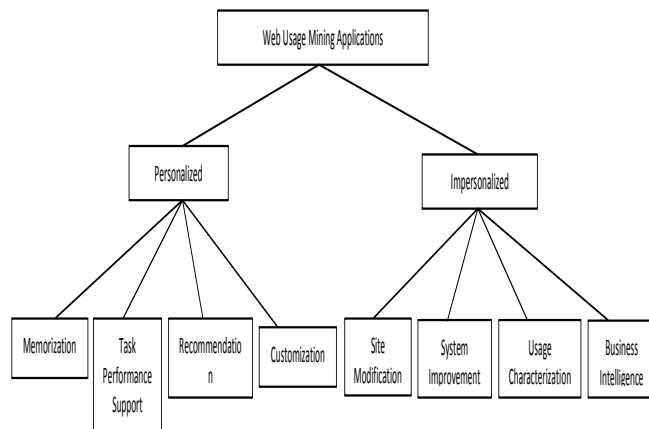 Web Usage Mining Applications
Personalized
Impersonalized
Memorization
Task
Performance
Support
Recommendatio
n
Customization
Site
Modification
System
Improvement
Usage
Characterization
Business
Intelligence